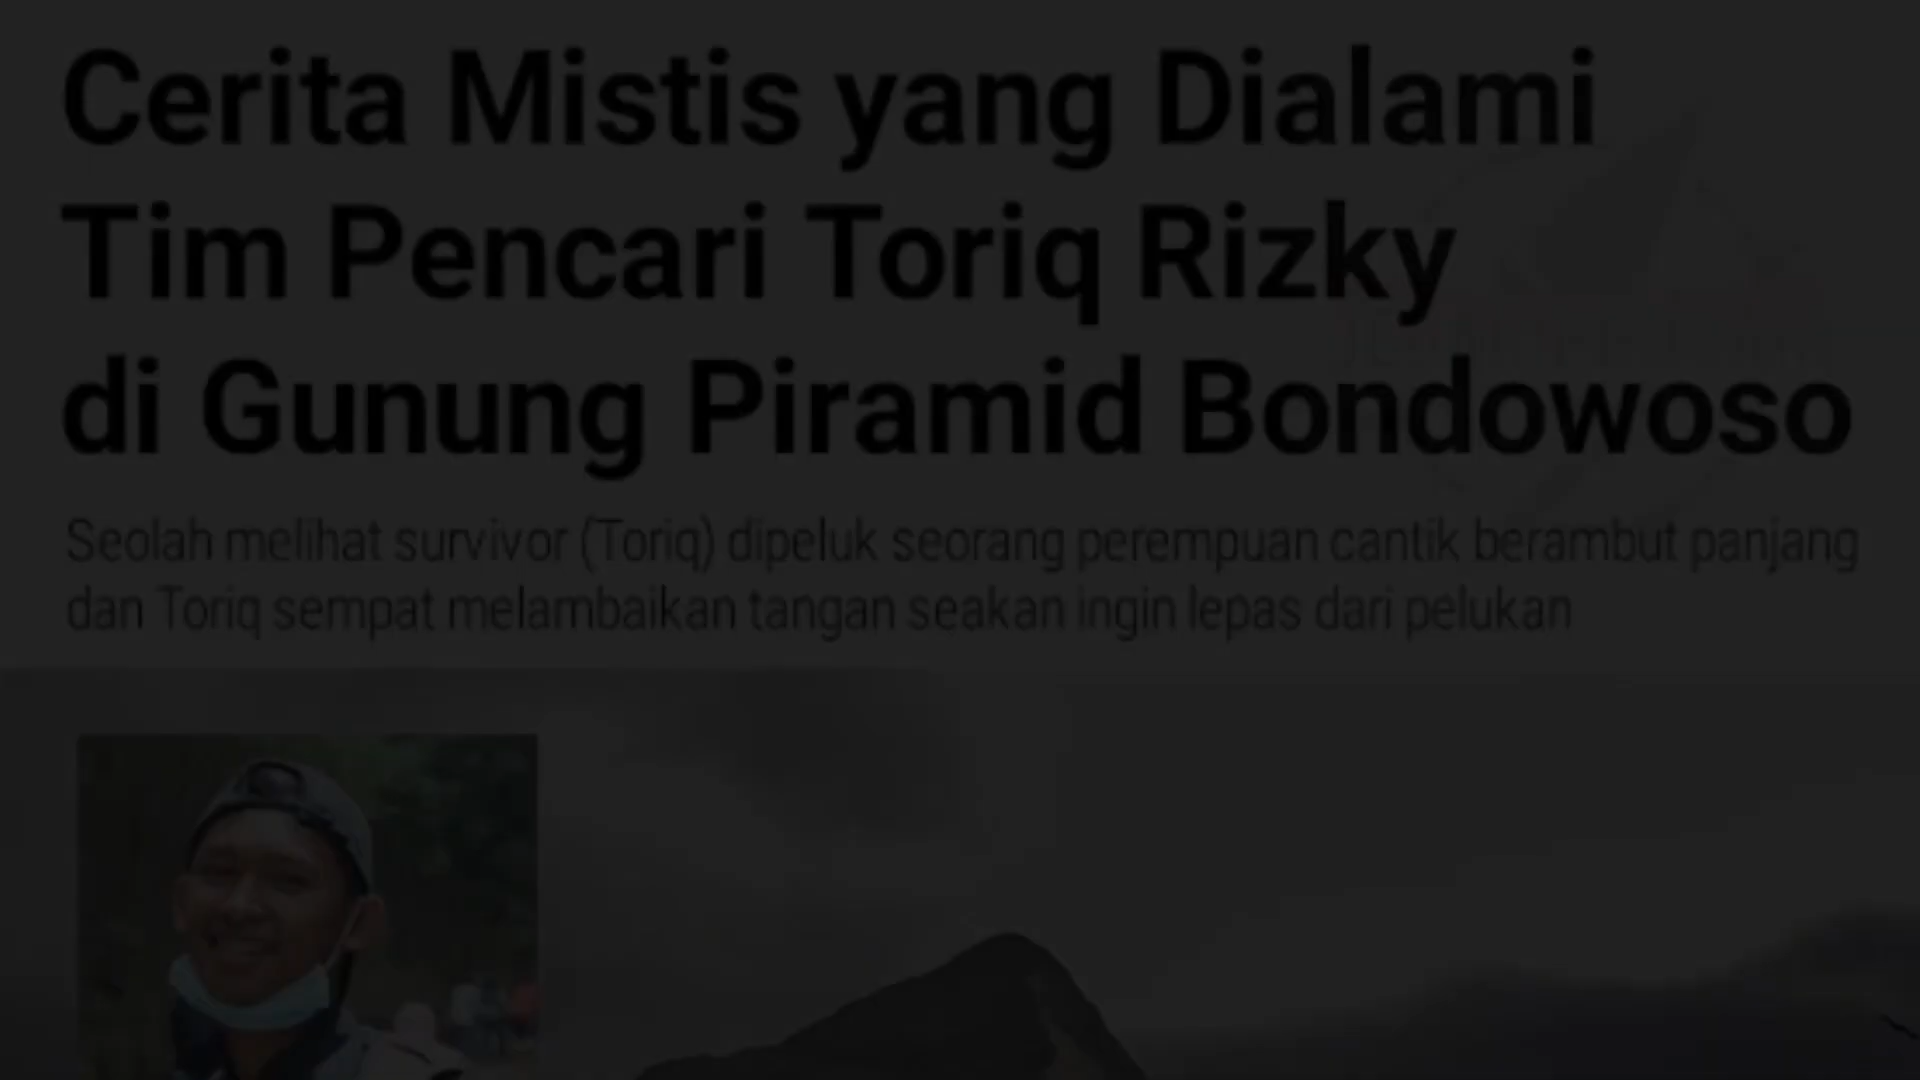 Cerita Mistis yang Dialami
Tim Pencari Toriq Rizky
di Gunung Piramid Bondowoso
Seolah melihat survivor (Toriq) dipeluk seorang perempuan cantik berambut panjang
dan Toriq sempat melambaikan tangan seakan ingin lepas dari pelukan